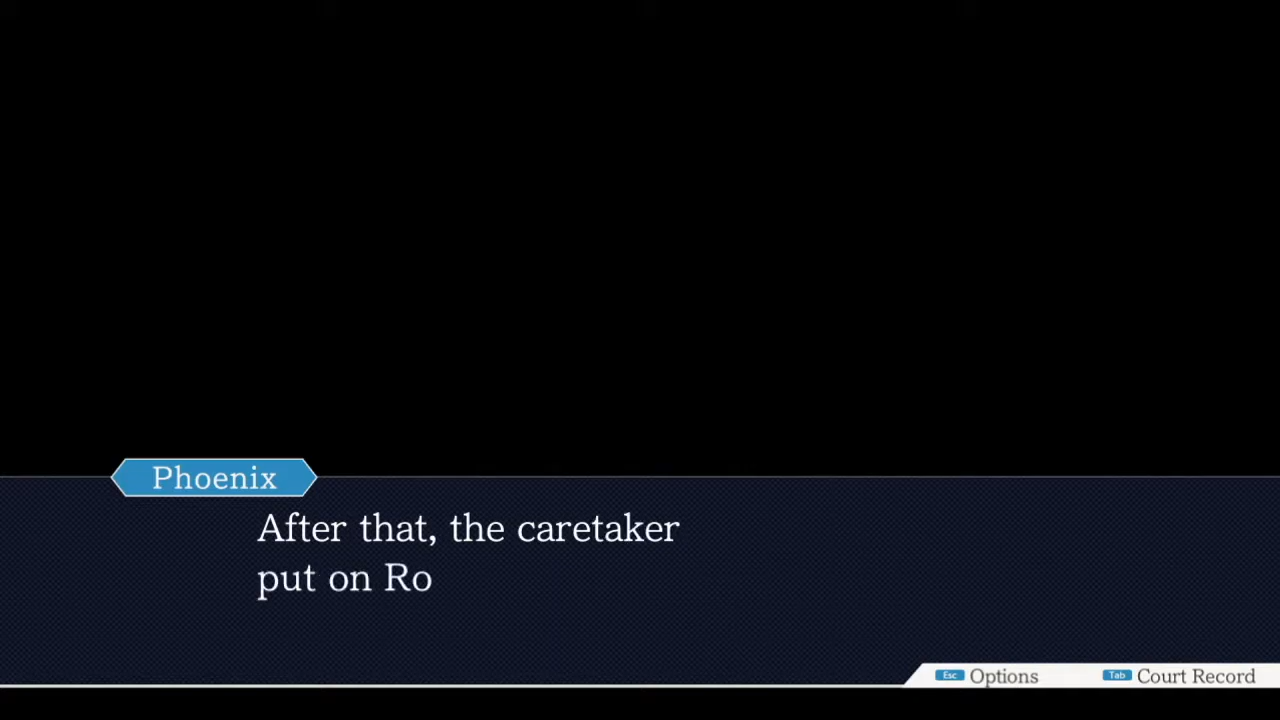 Phoenix
After that, the caretaker
put on Ro
Esc Options Tab Court Record